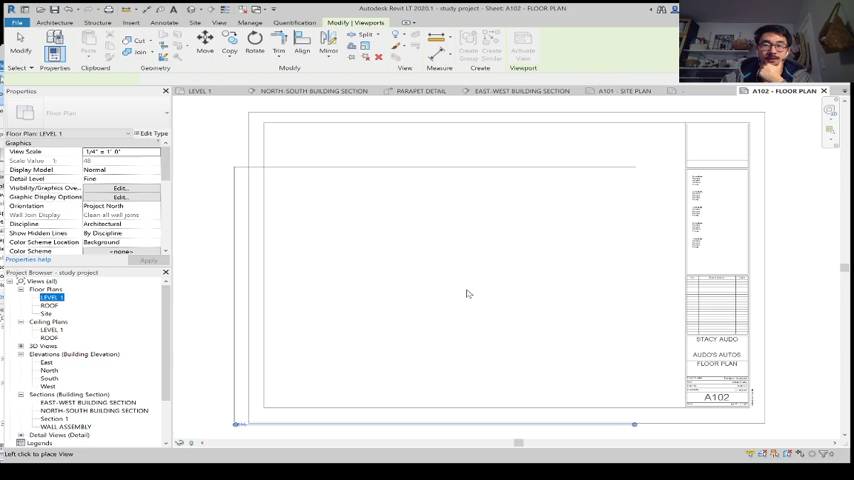 Autodesk Revit LT 2020.1 - study project - Sheet: A102 - FLOOR PLAN
File Architecture Structure Insert Annotate Analyze Site View Manage Quantification Modify | Viewports
Modify Paste Cut Join Move Copy Rotate Trim Align Mirror Split View Measure Create Group Activate View
Select Properties Clipboard Geometry Modify View Measure Create Viewport
Properties
LEVEL 1 NORTH-SOUTH BUILDING SECTION PARAPET DETAIL EAST-WEST BUILDING SECTION A101 - SITE PLAN A102 - FLOOR PLAN
Floor Plan
Floor Plan: LEVEL 1 Edit Type
Graphics
View Scale 1/4" = 1'-0"
Scale Value 1: 48
Display Model Normal
Detail Level Fine
Visibility/Graphics Ove... Edit...
Graphic Display Options Edit...
Orientation Project North
Wall Join Display Clean all wall joins
Discipline Architectural
Show Hidden Lines By Discipline
Color Scheme Location Background
Color Scheme <none>
Properties help Apply
Project Browser - study project
Views (all)
Floor Plans
LEVEL 1
ROOF
Site
Ceiling Plans
LEVEL 1
ROOF
3D Views
Elevations (Building Elevation)
East
North
South
West
Sections (Building Section)
EAST-WEST BUILDING SECTION
NORTH-SOUTH BUILDING SECTION
Section 1
WALL ASSEMBLY
Detail Views (Detail)
Legends
STACY AUDO
AUDO'S AUTOS
FLOOR PLAN
A102
Left click to place View